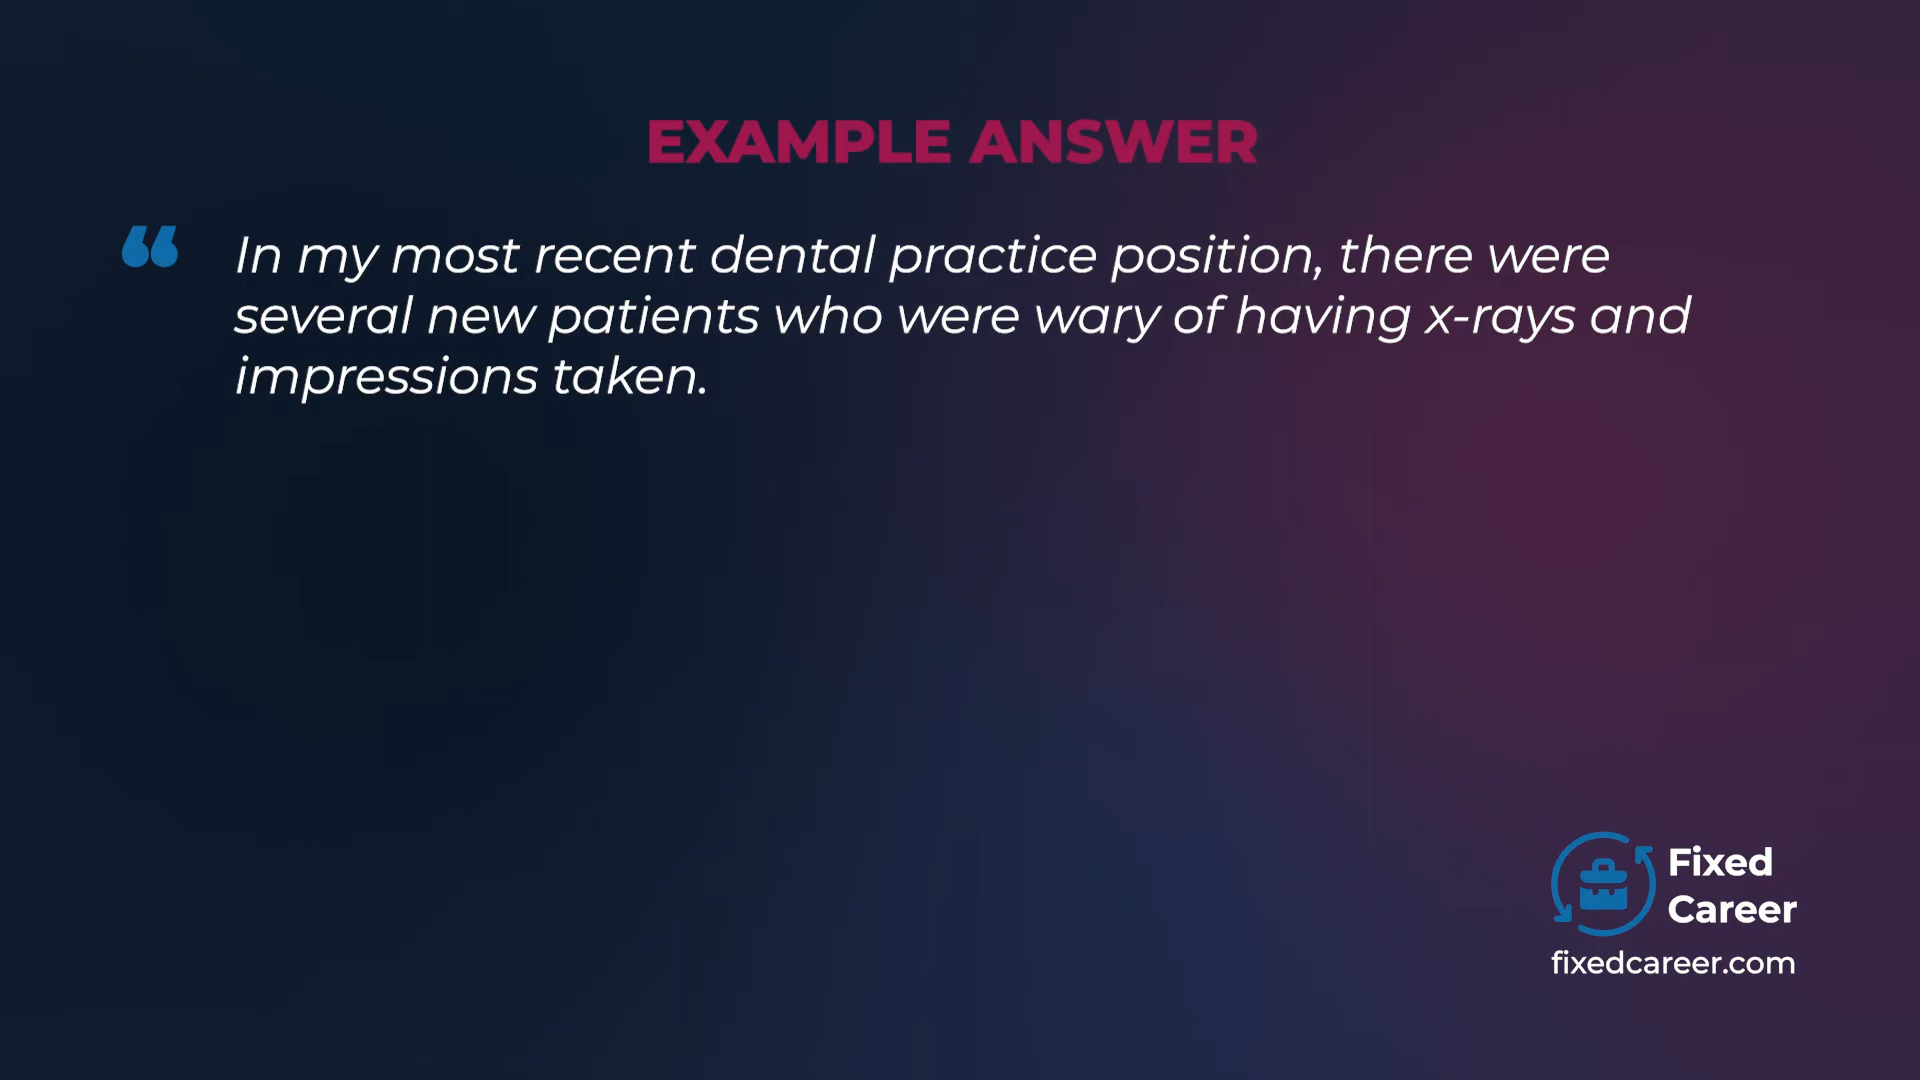 EXAMPLE ANSWER
“ In my most recent dental practice position, there were
several new patients who were wary of having x-rays and
impressions taken.
Fixed
Career
fixedcareer.com